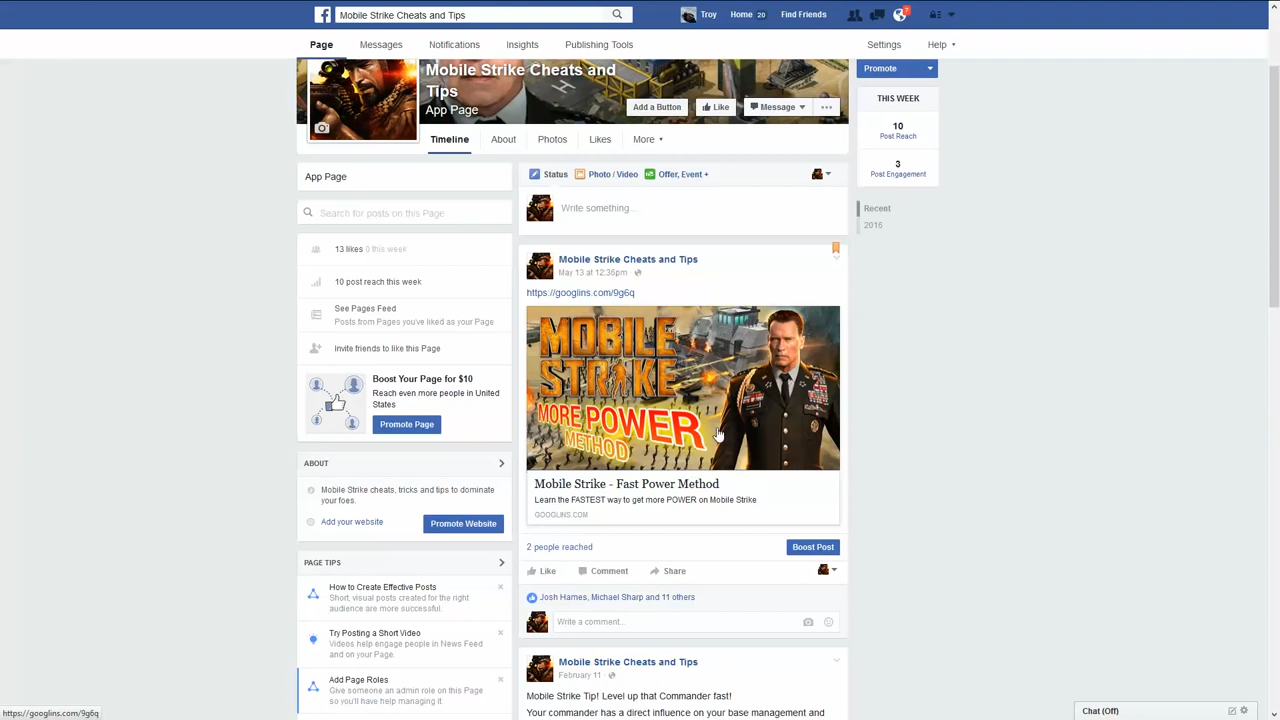 Mobile Strike Cheats and Tips
Troy
Home 20
Find Friends
7
Page
Messages
Notifications
Insights
Publishing Tools
Settings
Help
Mobile Strike Cheats and
Tips
App Page
Add a Button
Like
Message
Promote
THIS WEEK
10
Post Reach
3
Post Engagement
Recent
2016
Timeline
About
Photos
Likes
More
App Page
Search for posts on this Page
13 likes 0 this week
10 post reach this week
See Pages Feed
Posts from Pages you've liked as your Page
Invite friends to like this Page
Boost Your Page for $10
Reach even more people in United
States
Promote Page
ABOUT
Mobile Strike cheats, tricks and tips to dominate
your foes.
Add your website
Promote Website
PAGE TIPS
How to Create Effective Posts
Short, visual posts created for the right
audience are more successful.
Try Posting a Short Video
Videos help engage people in News Feed
and on your Page.
Add Page Roles
Give someone an admin role on this Page
so you'll have help managing it.
Status
Photo / Video
Offer, Event +
Write something...
Mobile Strike Cheats and Tips
May 13 at 12:36pm ·
https://googlins.com/9g6q
MOBILE
STRIKE
MORE POWER
METHOD
Mobile Strike - Fast Power Method
Learn the FASTEST way to get more POWER on Mobile Strike
GOOGLINS.COM
2 people reached
Boost Post
Like
Comment
Share
Josh Hames, Michael Sharp and 11 others
Write a comment...
Mobile Strike Cheats and Tips
February 11 ·
Mobile Strike Tip! Level up that Commander fast!
Your commander has a direct influence on your base management and
https://googlins.com/9g6q
Chat (Off)